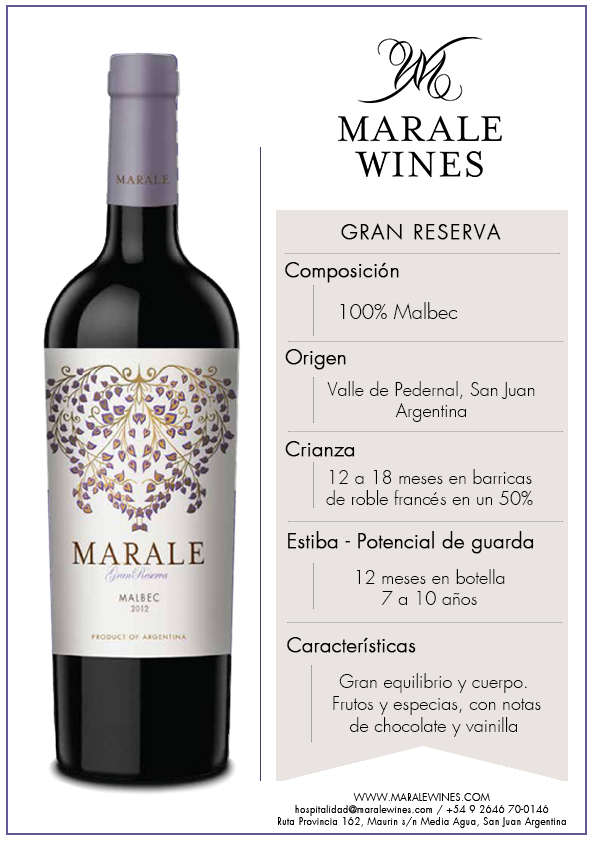 MARALE
MARALE
Gran Reserva
MALBEC
2012
PRODUCT OF ARGENTINA
MARALE
WINES
GRAN RESERVA
Composición
100% Malbec
Origen
Valle de Pedernal, San Juan
Argentina
Crianza
12 a 18 meses en barricas
de roble francés en un 50%
Estiba - Potencial de guarda
12 meses en botella
7 a 10 años
Características
Gran equilibrio y cuerpo.
Frutos y especias, con notas
de chocolate y vainilla
WWW.MARALEWINES.COM
hospitalidad@maralewines.com / +54 9 2646 70-0146
Ruta Provincia 162, Maurin s/n Media Agua, San Juan Argentina